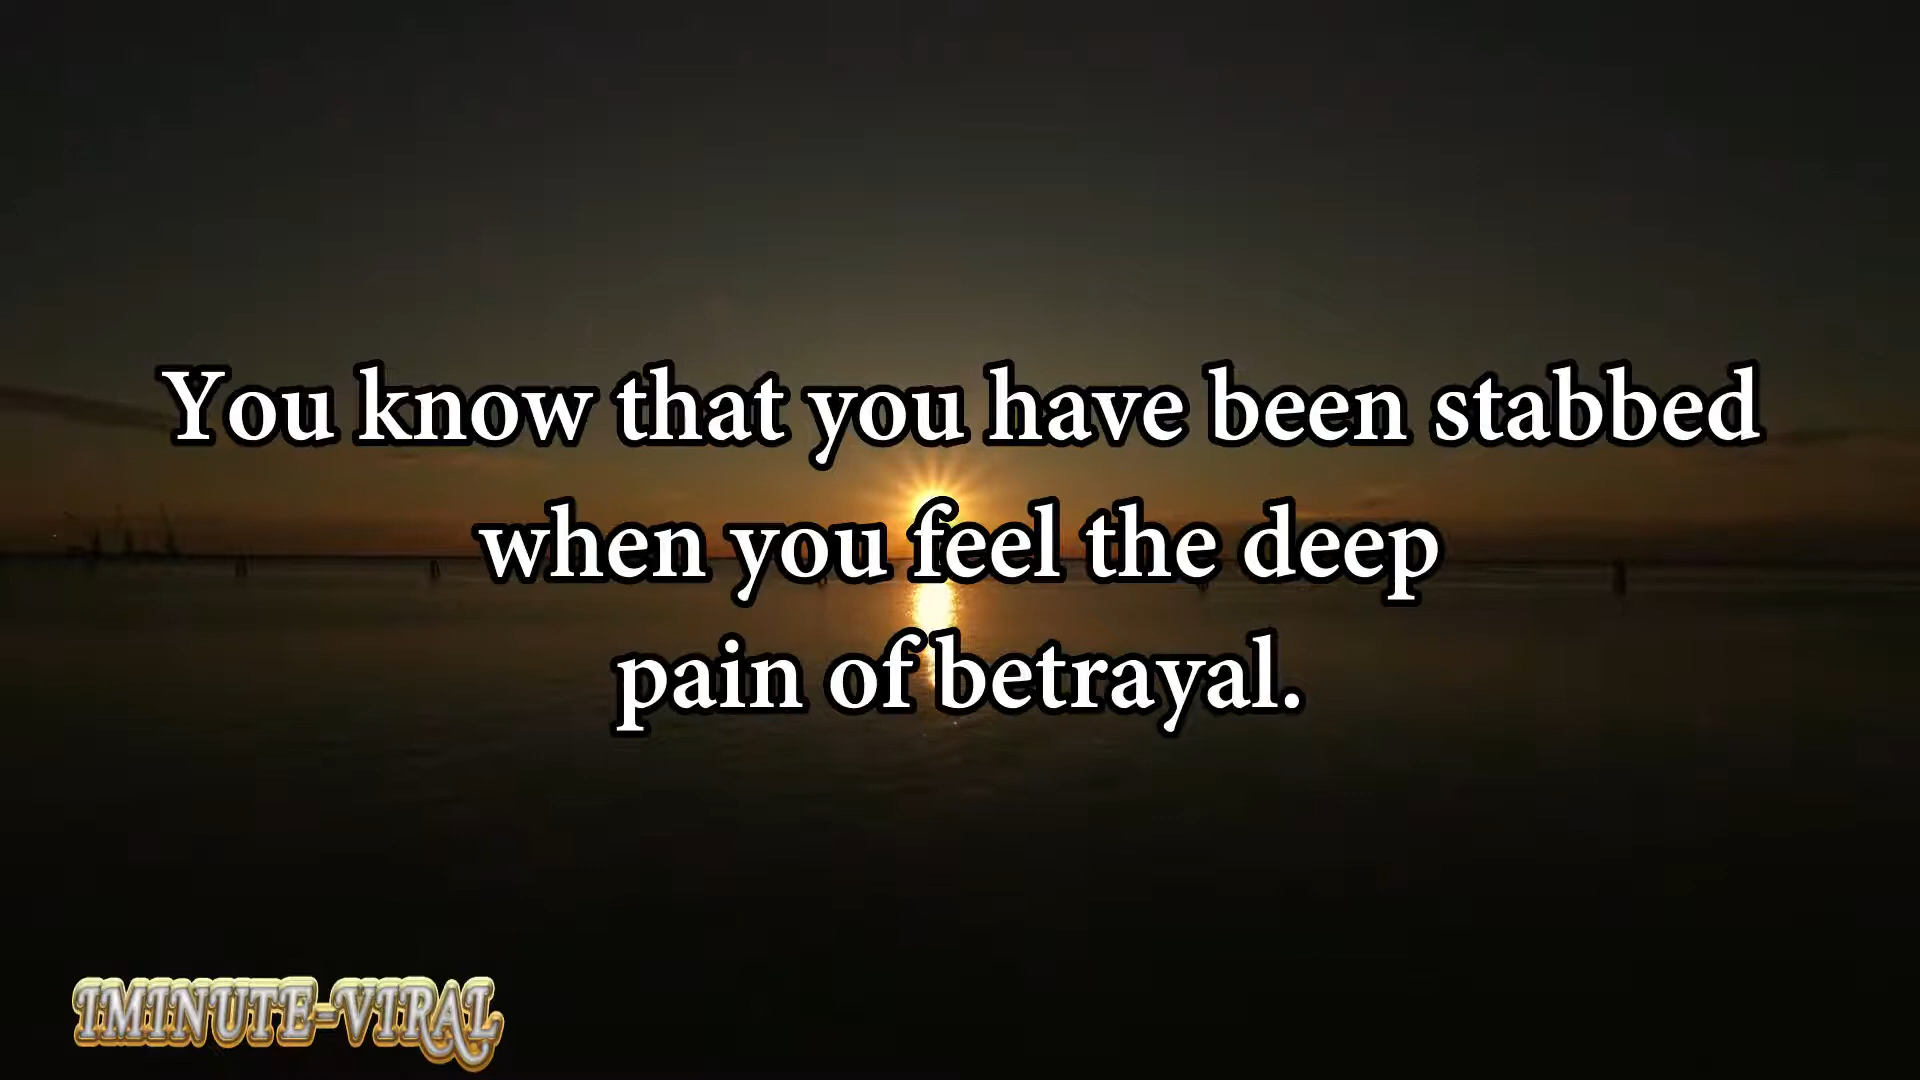 You know that you have been stabbed
when you feel the deep
pain of betrayal.
1MINUTE-VIRAL